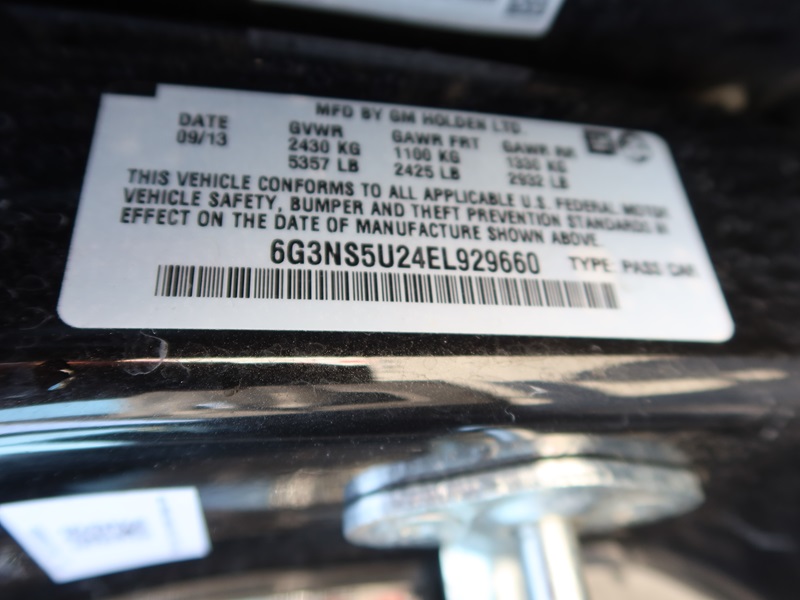 MFD BY GM HOLDEN LTD.
DATE GVWR GAWR FRT GAWR RR
09/13 2430 KG 1100 KG 1330 KG
5357 LB 2425 LB 2932 LB
THIS VEHICLE CONFORMS TO ALL APPLICABLE U.S. FEDERAL MOTOR
VEHICLE SAFETY, BUMPER AND THEFT PREVENTION STANDARDS IN
EFFECT ON THE DATE OF MANUFACTURE SHOWN ABOVE.
6G3NS5U24EL929660 TYPE: PASS CAR